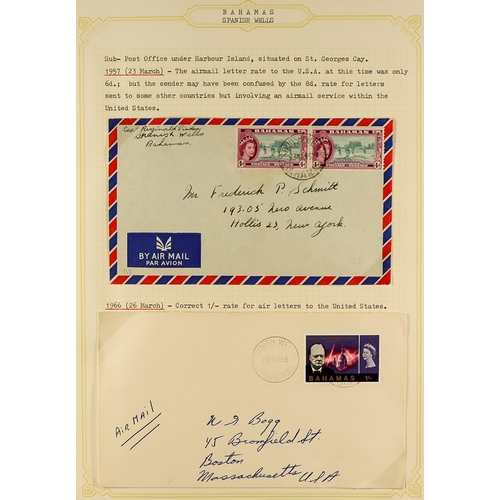 BAHAMAS
SPANISH WELLS
Sub- Post Office under Harbour Island, situated on St. Georges Cay.
1957 (23 March) - The airmail letter rate to the U.S.A. at this time was only
6d.; but the sender may have been confused by the 8d. rate for letters
sent to some other countries but involving an airmail service within the
United States.
Capt Reginald
Spanish Wells
Bahamas.
BAHAMAS
BAHAMAS
Mr Frederick P. Schmitt
193-05 Nero Avenue
Hollis 23, New York.
BY AIR MAIL
PAR AVION
1966 (26 March) - Correct 1/- rate for air letters to the United States.
BAHAMAS 1/-
AIR MAIL
45 Bromfield St.
Boston
Massachusetts USA